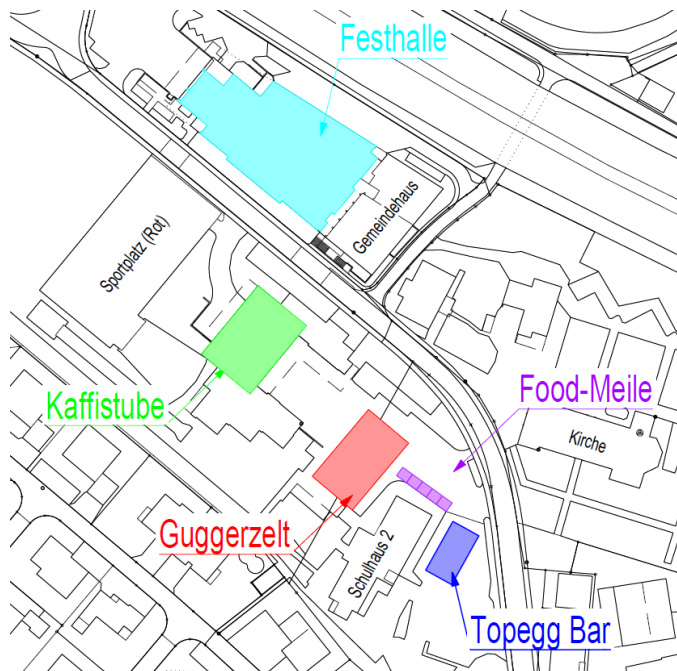 Festhalle
Gemeindehaus
Sportplatz (Rot)
Kaffistube
Food-Meile
Kirche
Guggerzelt
Schulhaus 2
Topegg Bar